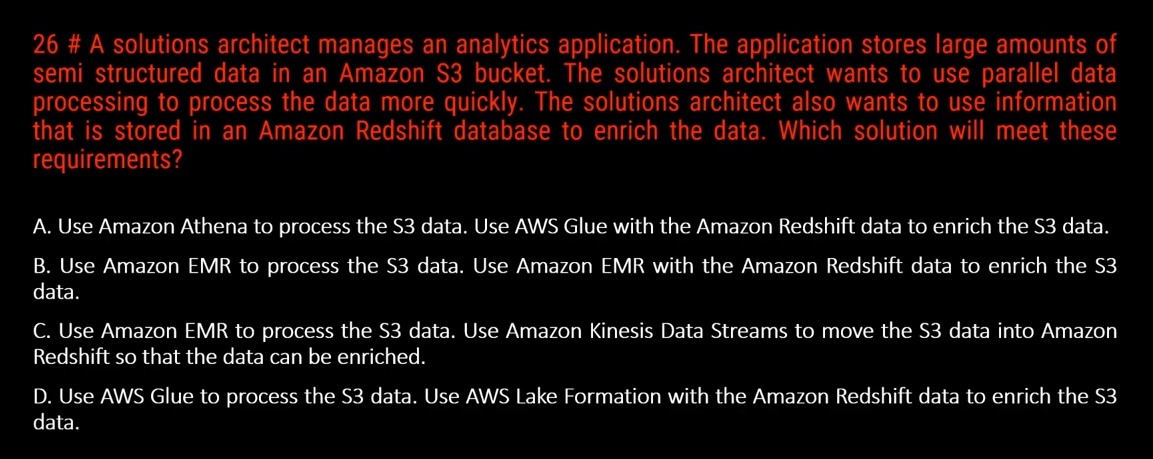 26 # A solutions architect manages an analytics application. The application stores large amounts of
semi structured data in an Amazon S3 bucket. The solutions architect wants to use parallel data
processing to process the data more quickly. The solutions architect also wants to use information
that is stored in an Amazon Redshift database to enrich the data. Which solution will meet these
requirements?
A. Use Amazon Athena to process the S3 data. Use AWS Glue with the Amazon Redshift data to enrich the S3 data.
B. Use Amazon EMR to process the S3 data. Use Amazon EMR with the Amazon Redshift data to enrich the S3
data.
C. Use Amazon EMR to process the S3 data. Use Amazon Kinesis Data Streams to move the S3 data into Amazon
Redshift so that the data can be enriched.
D. Use AWS Glue to process the S3 data. Use AWS Lake Formation with the Amazon Redshift data to enrich the S3
data.